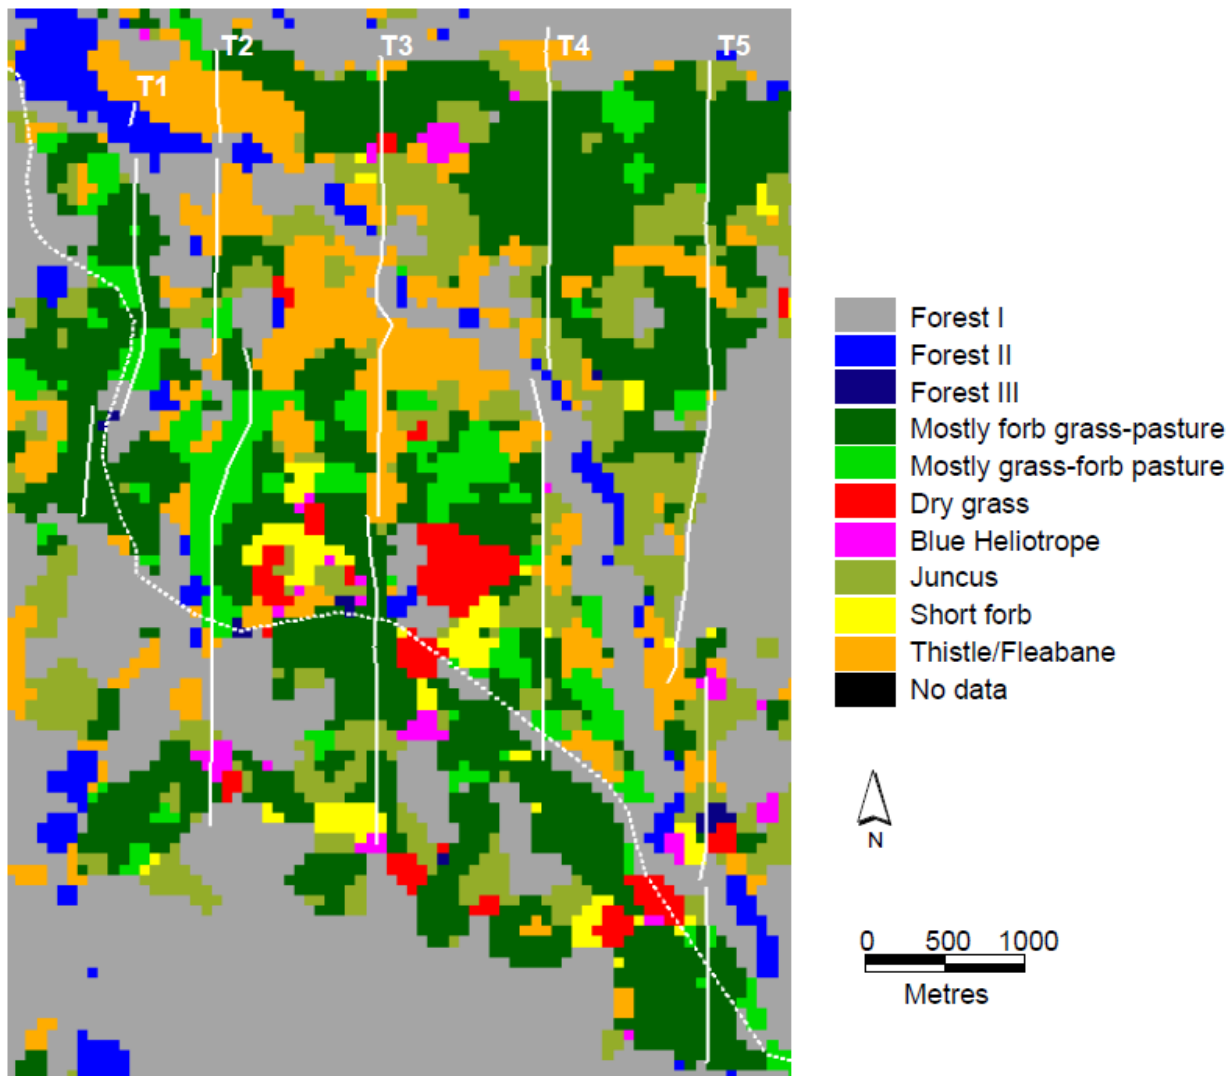 T1
T2
T3
T4
T5
Forest I
Forest II
Forest III
Mostly forb grass-pasture
Mostly grass-forb pasture
Dry grass
Blue Heliotrope
Juncus
Short forb
Thistle/Fleabane
No data
N
0 500 1000
Metres